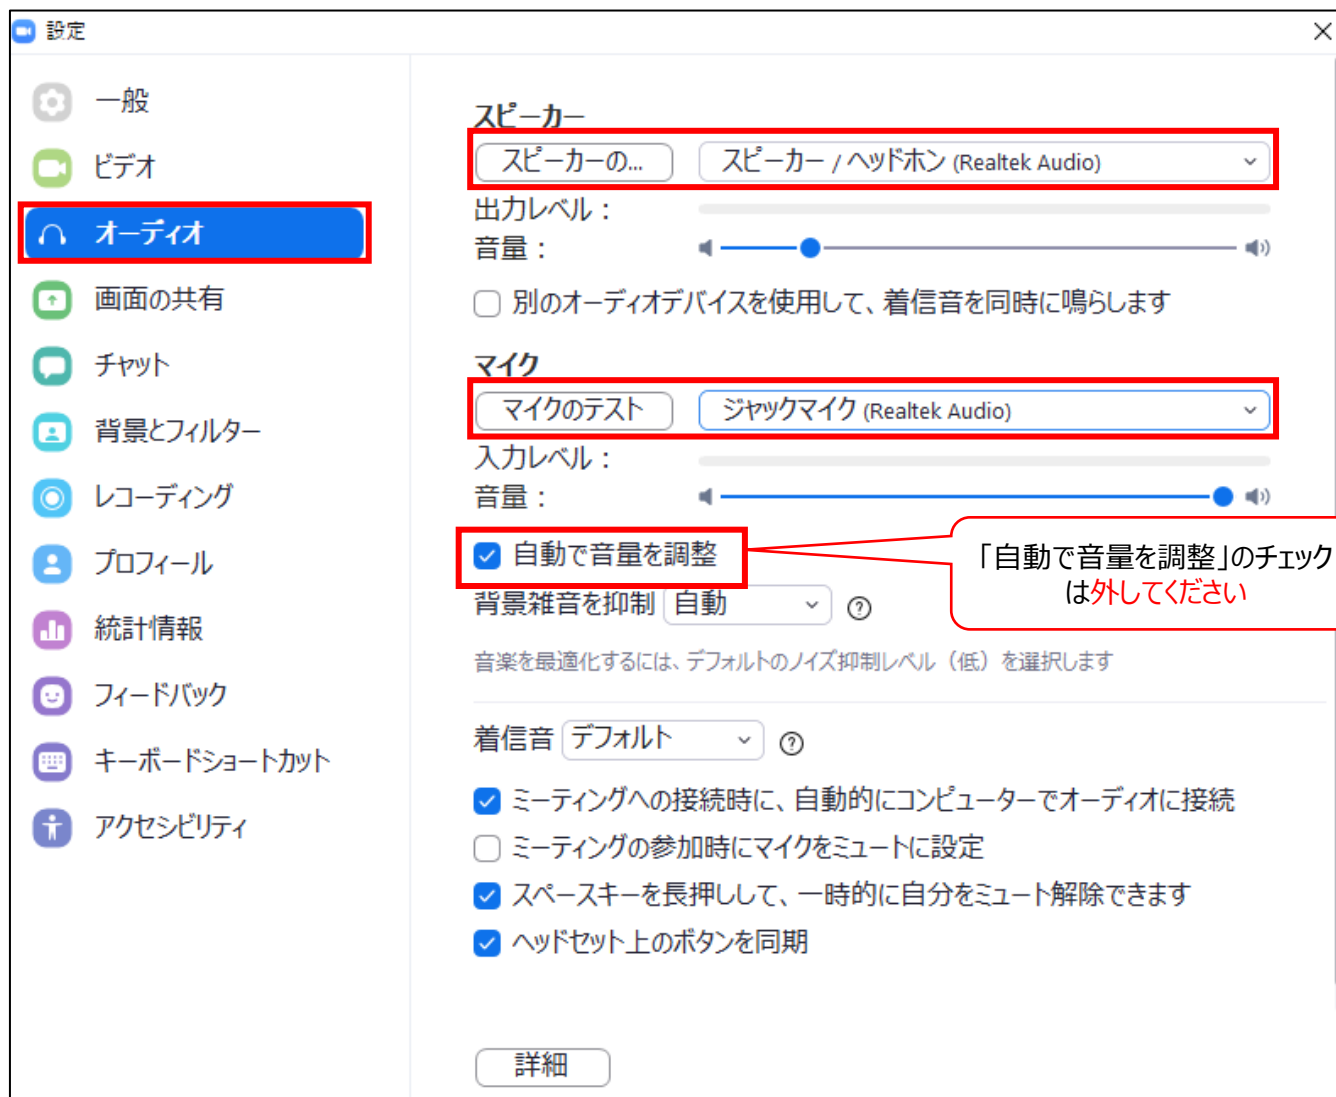 設定
一般
ビデオ
オーディオ
画面の共有
チャット
背景とフィルター
レコーディング
プロフィール
統計情報
フィードバック
キーボードショートカット
アクセシビリティ
スピーカー
スピーカーの...
スピーカー / ヘッドホン (Realtek Audio)
出力レベル：
音量：
別のオーディオデバイスを使用して、着信音を同時に鳴らします
マイク
マイクのテスト
ジャックマイク (Realtek Audio)
入力レベル：
音量：
自動で音量を調整
「自動で音量を調整」のチェック
は外してください
背景雑音を抑制 自動
音楽を最適化するには、デフォルトのノイズ抑制レベル（低）を選択します
着信音 デフォルト
ミーティングへの接続時に、自動的にコンピューターでオーディオに接続
ミーティングの参加時にマイクをミュートに設定
スペースキーを長押しして、一時的に自分をミュート解除できます
ヘッドセット上のボタンを同期
詳細